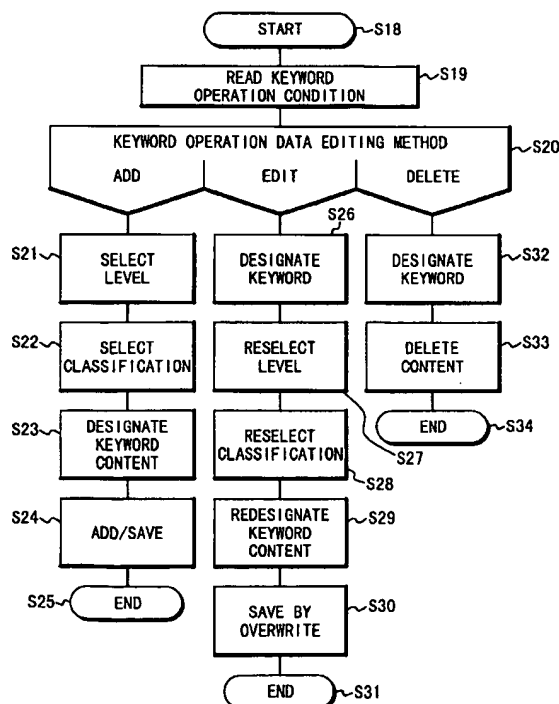 START
S18
READ KEYWORD
OPERATION CONDITION
S19
KEYWORD OPERATION DATA EDITING METHOD
S20
ADD
EDIT
DELETE
S21
SELECT
LEVEL
S22
SELECT
CLASSIFICATION
S23
DESIGNATE
KEYWORD
CONTENT
S24
ADD/SAVE
S25
END
S26
DESIGNATE
KEYWORD
RESELECT
LEVEL
S27
RESELECT
CLASSIFICATION
S28
REDESIGNATE
KEYWORD
CONTENT
S29
SAVE BY
OVERWRITE
S30
END
S31
DESIGNATE
KEYWORD
S32
DELETE
CONTENT
S33
END
S34